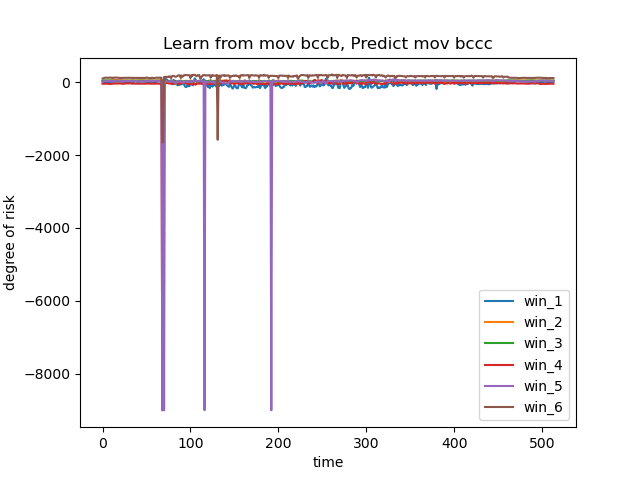 Learn from mov bccb, Predict mov bccc
degree of risk
0
−2000
−4000
−6000
−8000
win_1
win_2
win_3
win_4
win_5
win_6
0 100 200 300 400 500
time